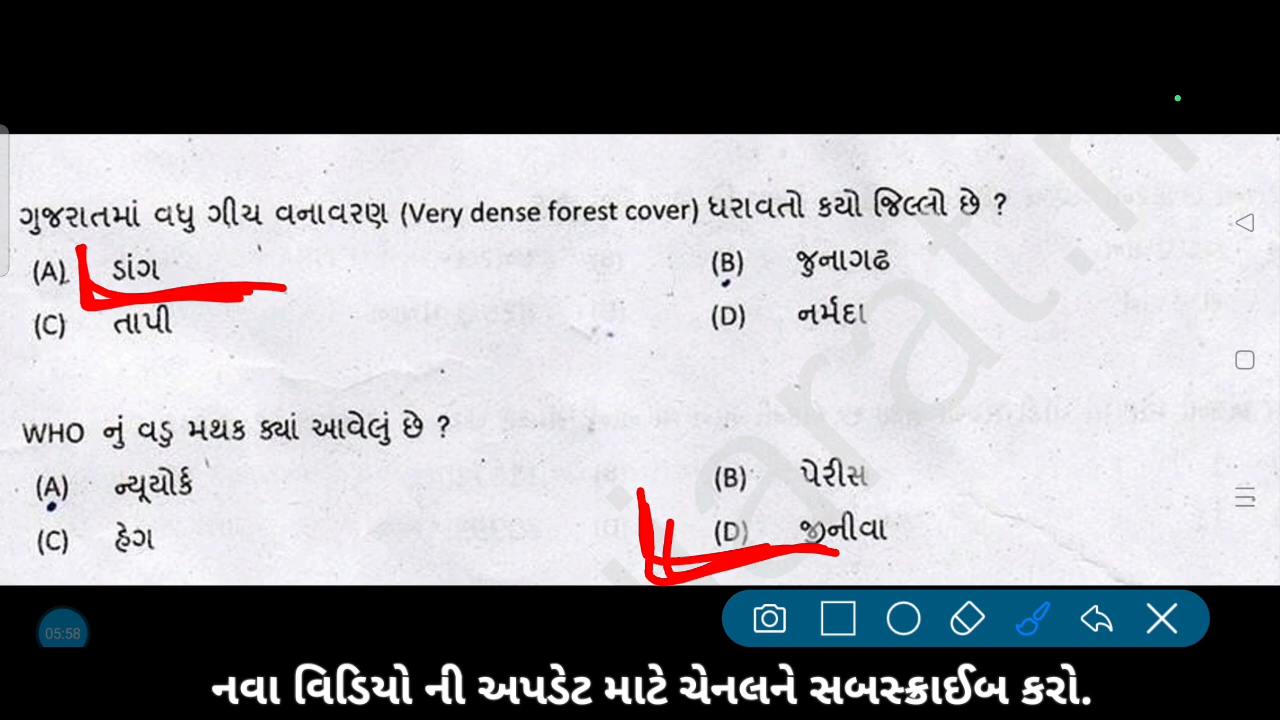 ગુજરાતમાં વધુ ગીચ વનાવરણ (Very dense forest cover) ધરાવતો કયો જિલ્લો છે ?
(A) ડાંગ (B) જુનાગઢ
(C) તાપી (D) નર્મદા
WHO નું વડુ મથક ક્યાં આવેલું છે ?
(A) ન્યૂયોર્ક (B) પેરીસ
(C) હેગ (D) જીનીવા
05:58
નવા વિડિયો ની અપડેટ માટે ચેનલને સબસ્ક્રાઈબ કરો.